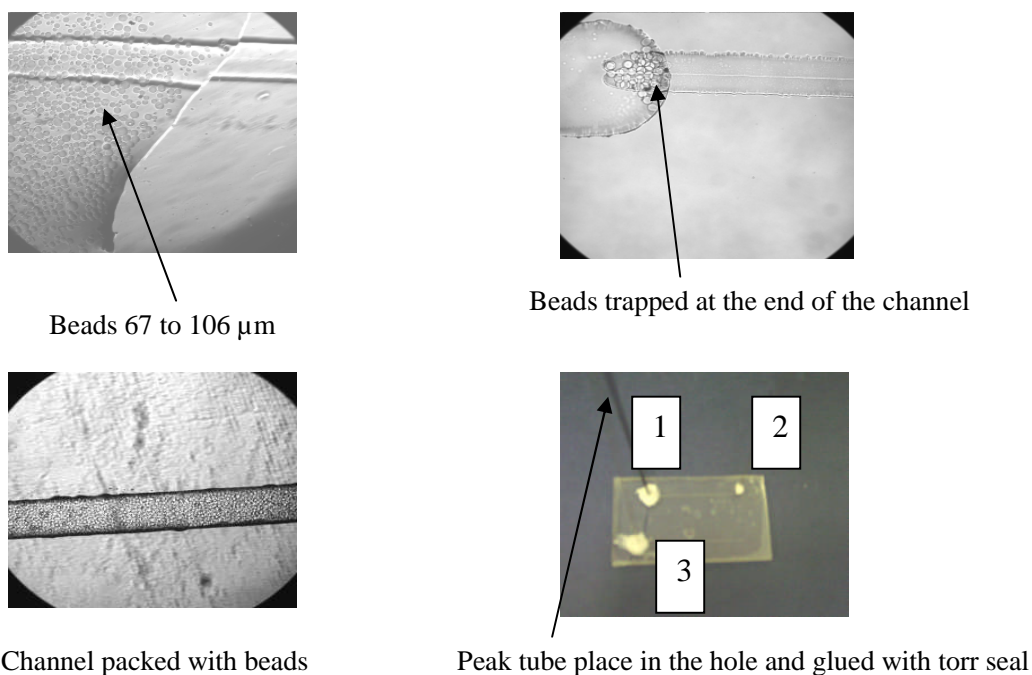 Beads 67 to 106 µm
Beads trapped at the end of the channel
1
2
3
Channel packed with beads
Peak tube place in the hole and glued with torr seal